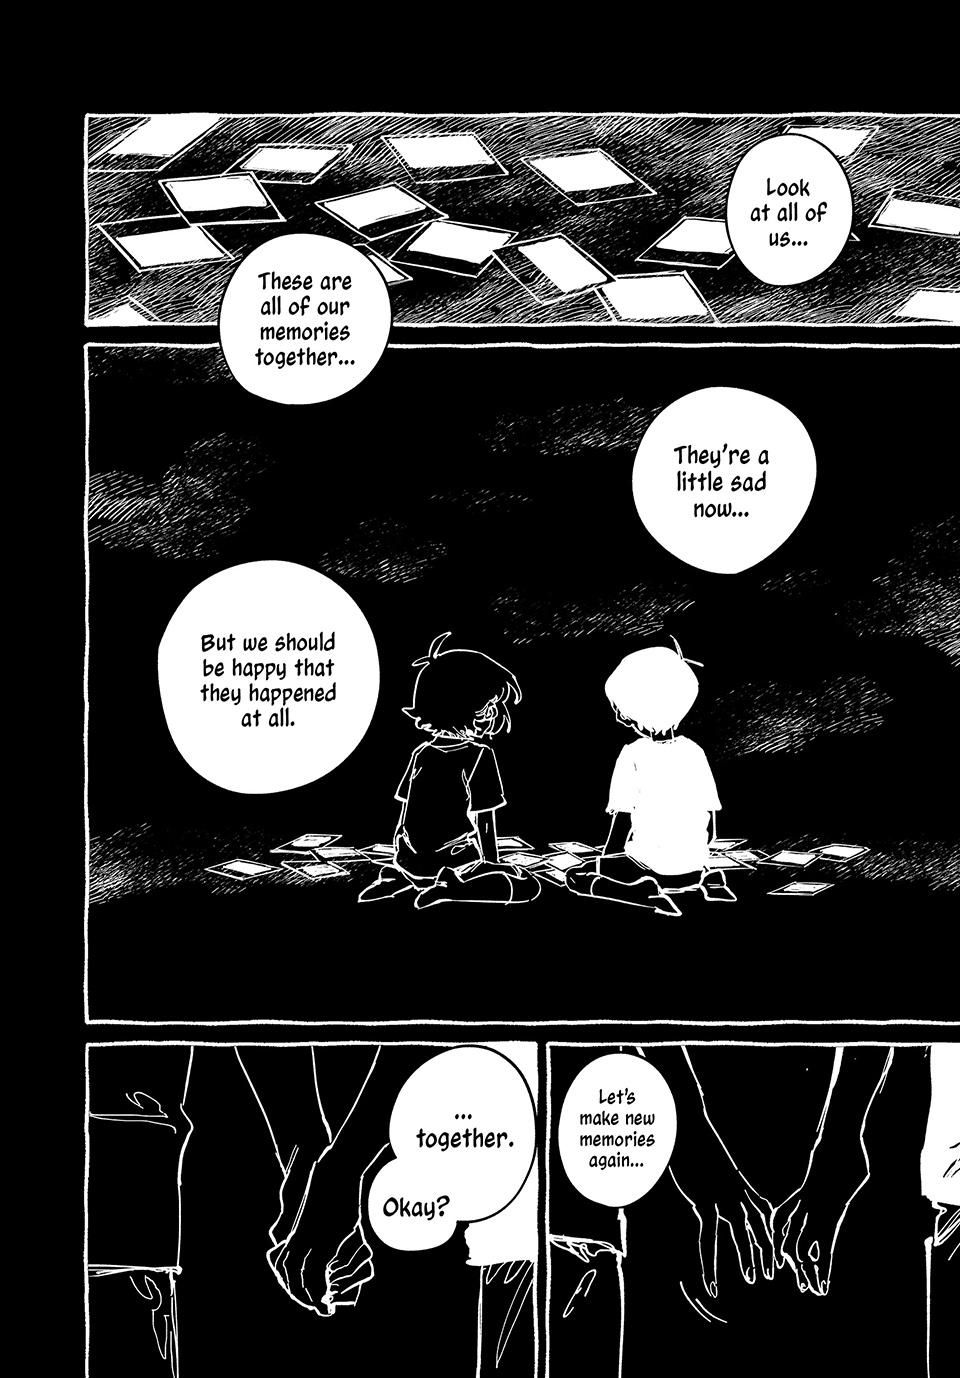 Look
at all of
us...
These are
all of our
memories
together...
They're a
little sad
now...
But we should
be happy that
they happened
at all.
Let's
make new
memories
again...
...
together.
Okay?